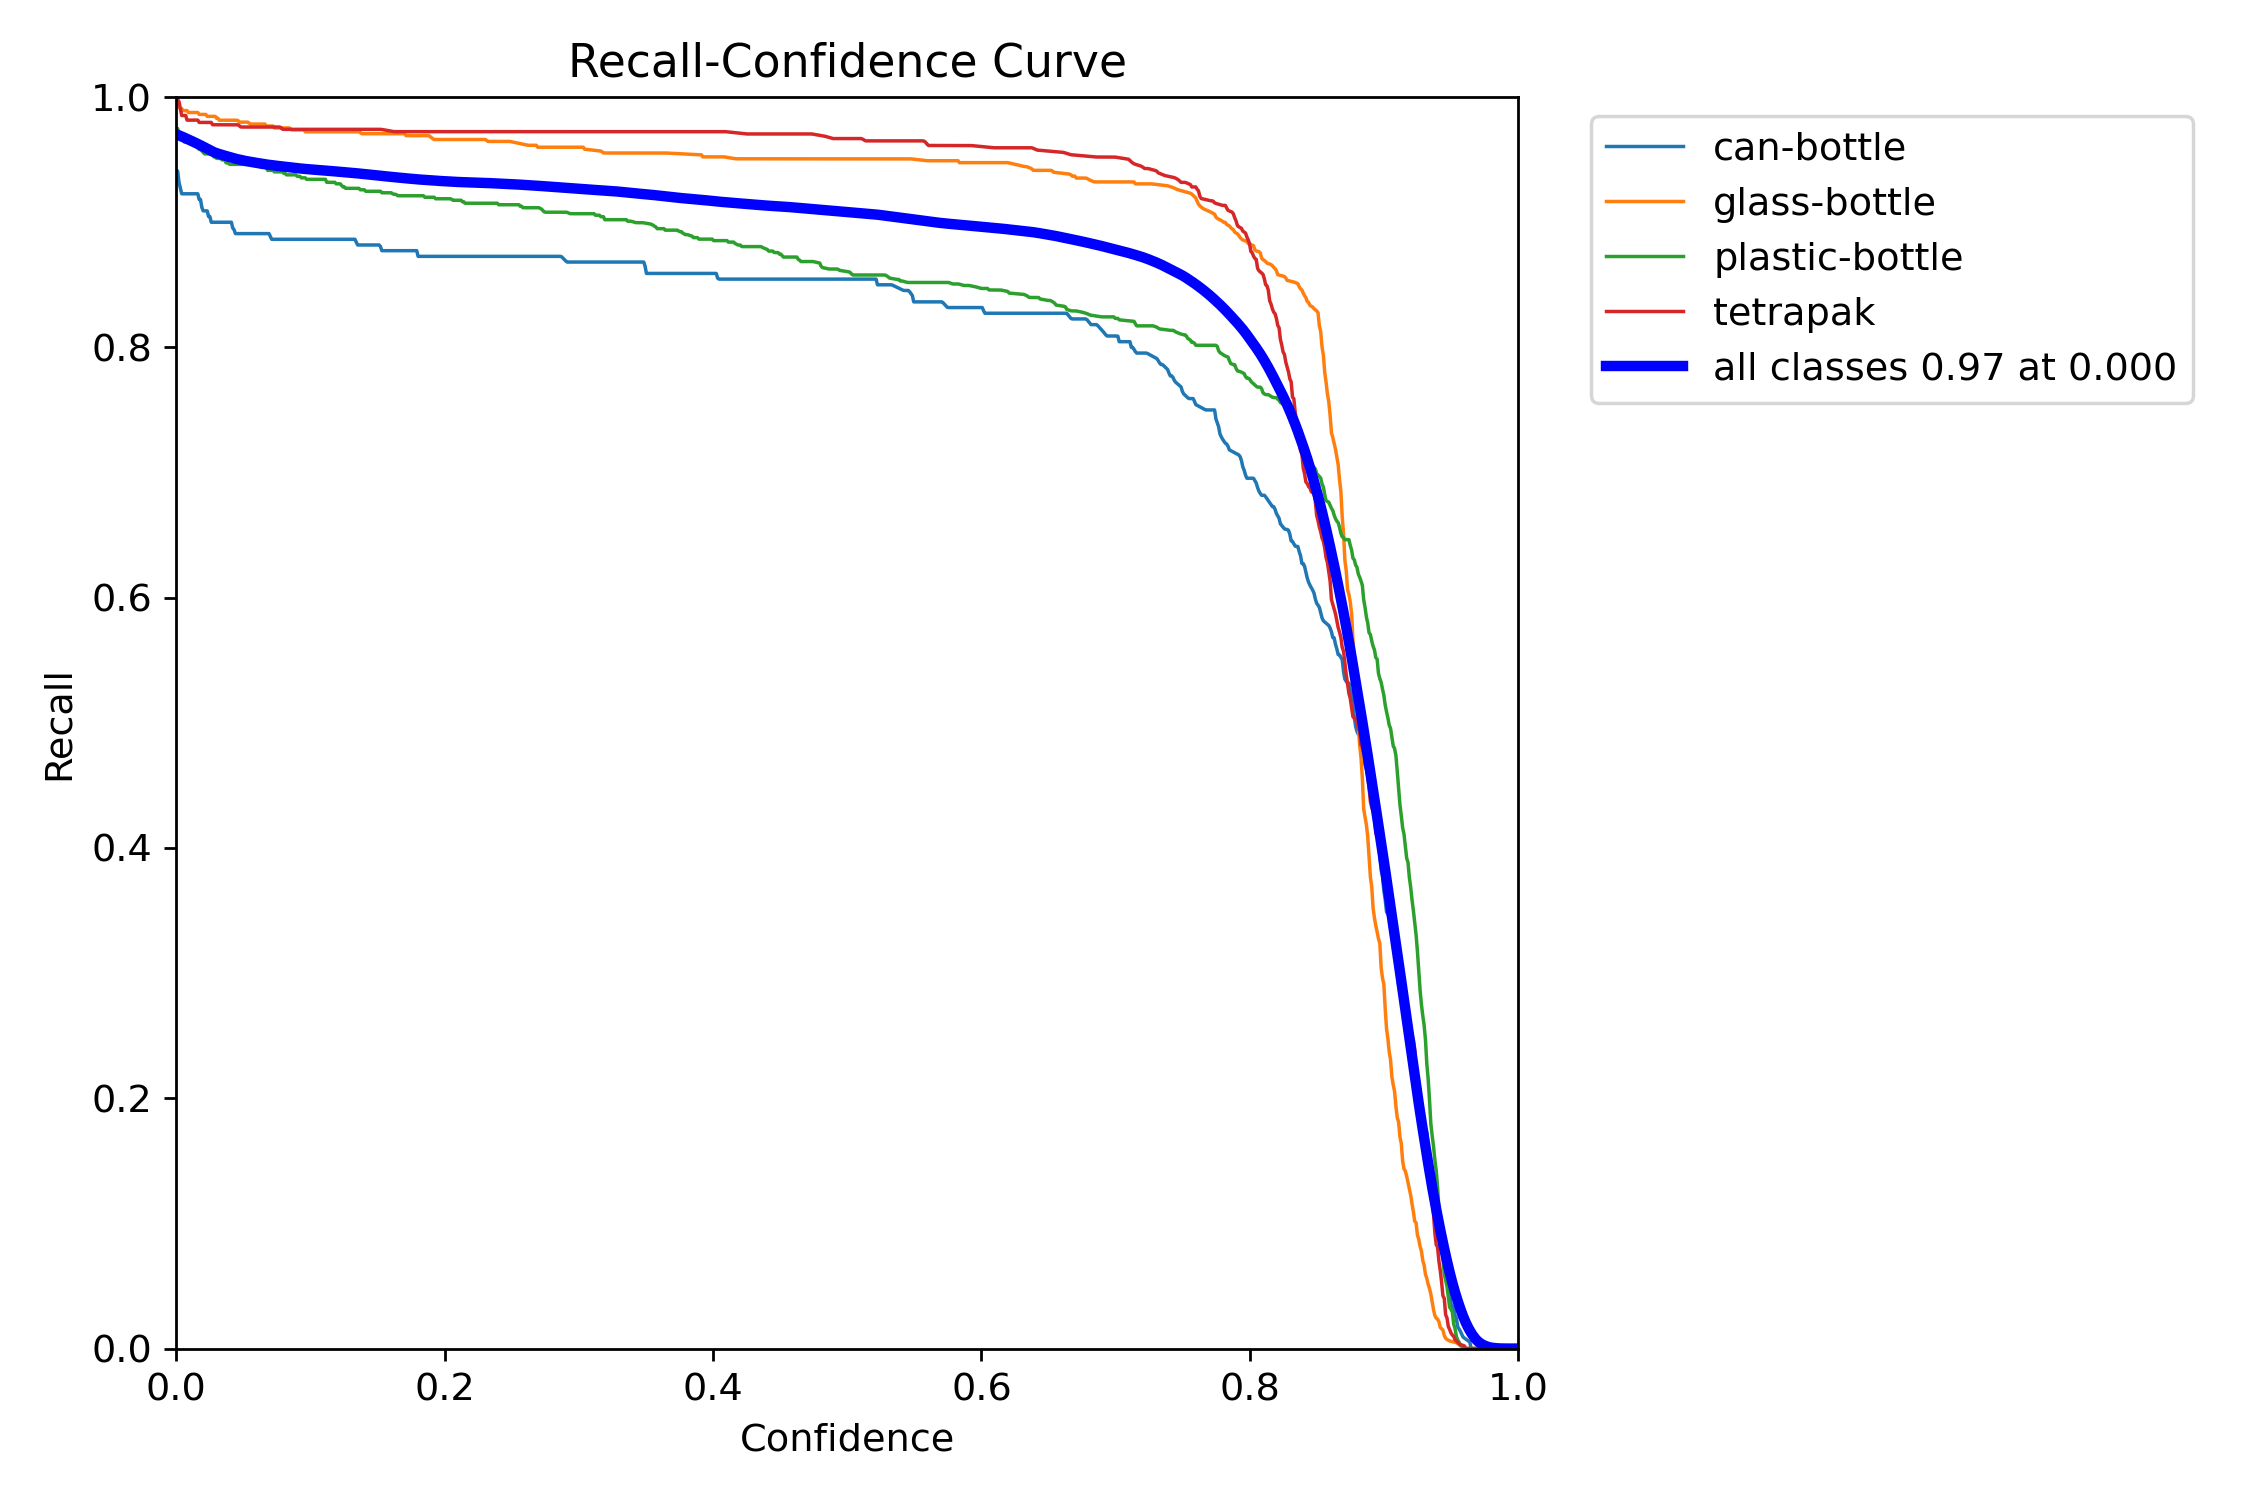 Recall-Confidence Curve
1.0
0.8
0.6
0.4
0.2
0.0
Recall
0.0 0.2 0.4 0.6 0.8 1.0
Confidence
can-bottle
glass-bottle
plastic-bottle
tetrapak
all classes 0.97 at 0.000